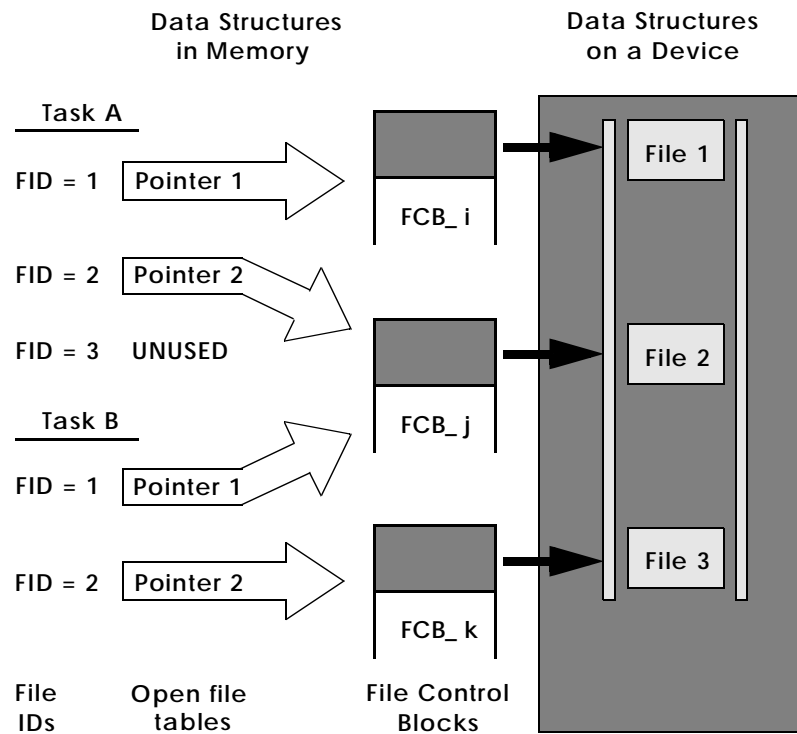 Data Structures
in Memory
Data Structures
on a Device
Task A
FID = 1 Pointer 1
FCB_ i
File 1
FID = 2 Pointer 2
FID = 3 UNUSED
File 2
Task B
FCB_ j
FID = 1 Pointer 1
File 3
FID = 2 Pointer 2
FCB_ k
File
IDs
Open file
tables
File Control
Blocks